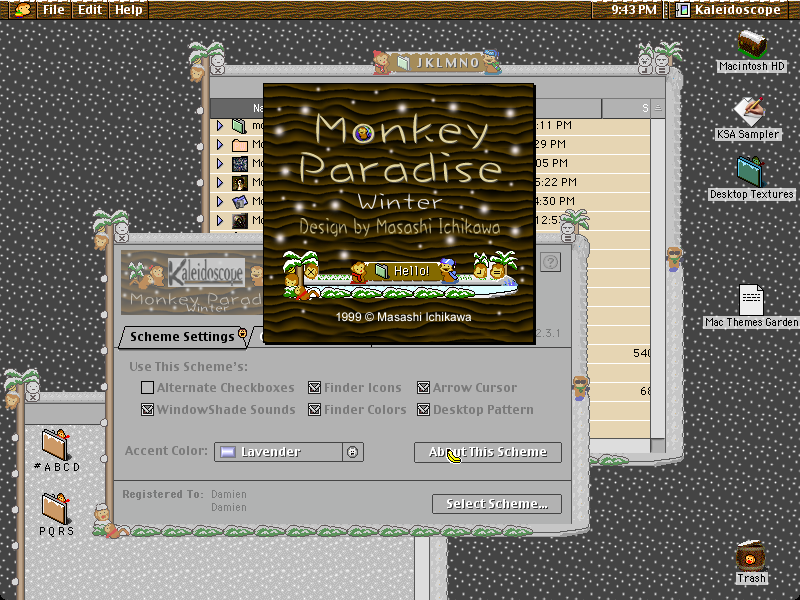 File Edit Help
9:43 PM
Kaleidoscope
JKLMNO
Macintosh HD
KSA Sampler
Desktop Textures
Mac Themes Garden
Trash
Monkey
Paradise
Winter
Design by Masashi Ichikawa
Hello!
1999 © Masashi Ichikawa
S
:11 PM
:29 PM
:05 PM
5:22 PM
4:30 PM
12:5
540
68
Kaleidoscope
Monkey Parad
Winter
2.3.1
Scheme Settings
Use This Scheme's:
Alternate Checkboxes
Finder Icons
Arrow Cursor
WindowShade Sounds
Finder Colors
Desktop Pattern
Accent Color:
Lavender
About This Scheme
Registered To: Damien
Damien
Select Scheme...
#ABCD
PQRS